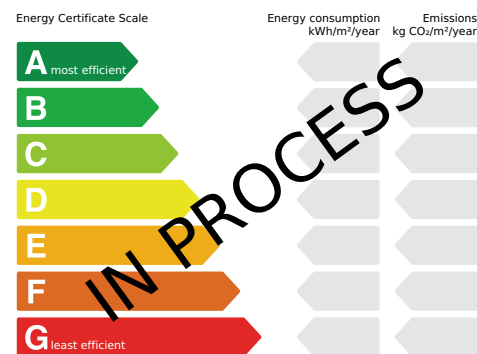 Energy Certificate Scale
Energy consumption
kWh/m²/year
Emissions
kg CO₂/m²/year
A most efficient
B
C
D
E
F
G least efficient
IN PROCESS